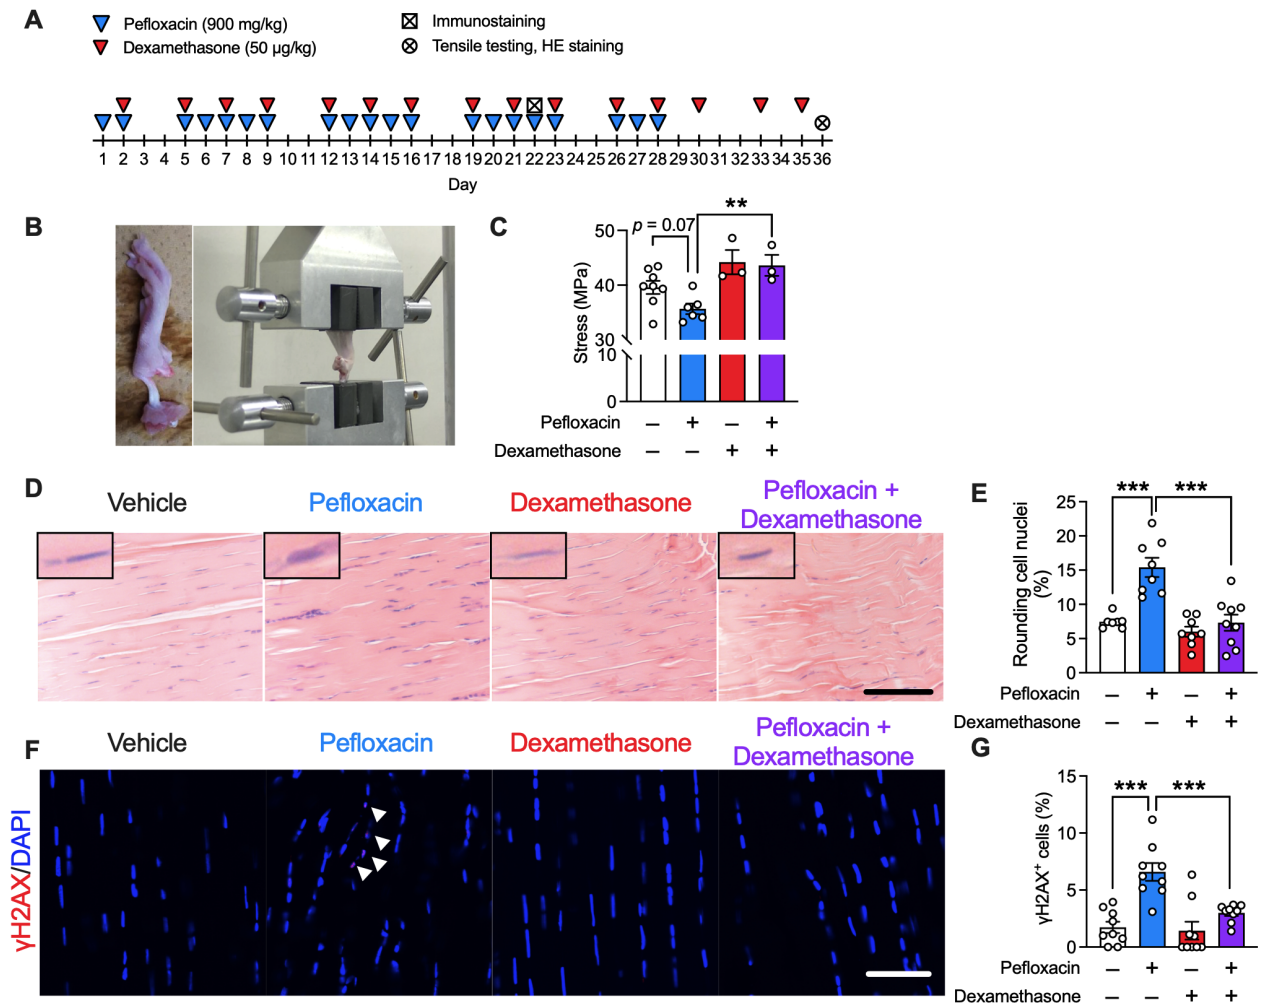 A
Pefloxacin (900 mg/kg)
Dexamethasone (50 µg/kg)
Immunostaining
Tensile testing, HE staining
1 2 3 4 5 6 7 8 9 10 11 12 13 14 15 16 17 18 19 20 21 22 23 24 25 26 27 28 29 30 31 32 33 34 35 36
Day
B
C
p = 0.07
**
Stress (MPa)
50
40
30
10
0
Pefloxacin – + – +
Dexamethasone – – + +
D
Vehicle
Pefloxacin
Dexamethasone
Pefloxacin +
Dexamethasone
E
*** ***
Rounding cell nuclei
(%)
25
20
15
10
5
0
Pefloxacin – + – +
Dexamethasone – – + +
F
Vehicle
Pefloxacin
Dexamethasone
Pefloxacin +
Dexamethasone
γH2AX/DAPI
G
*** ***
γH2AX⁺ cells (%)
15
10
5
0
Pefloxacin – + – +
Dexamethasone – – + +